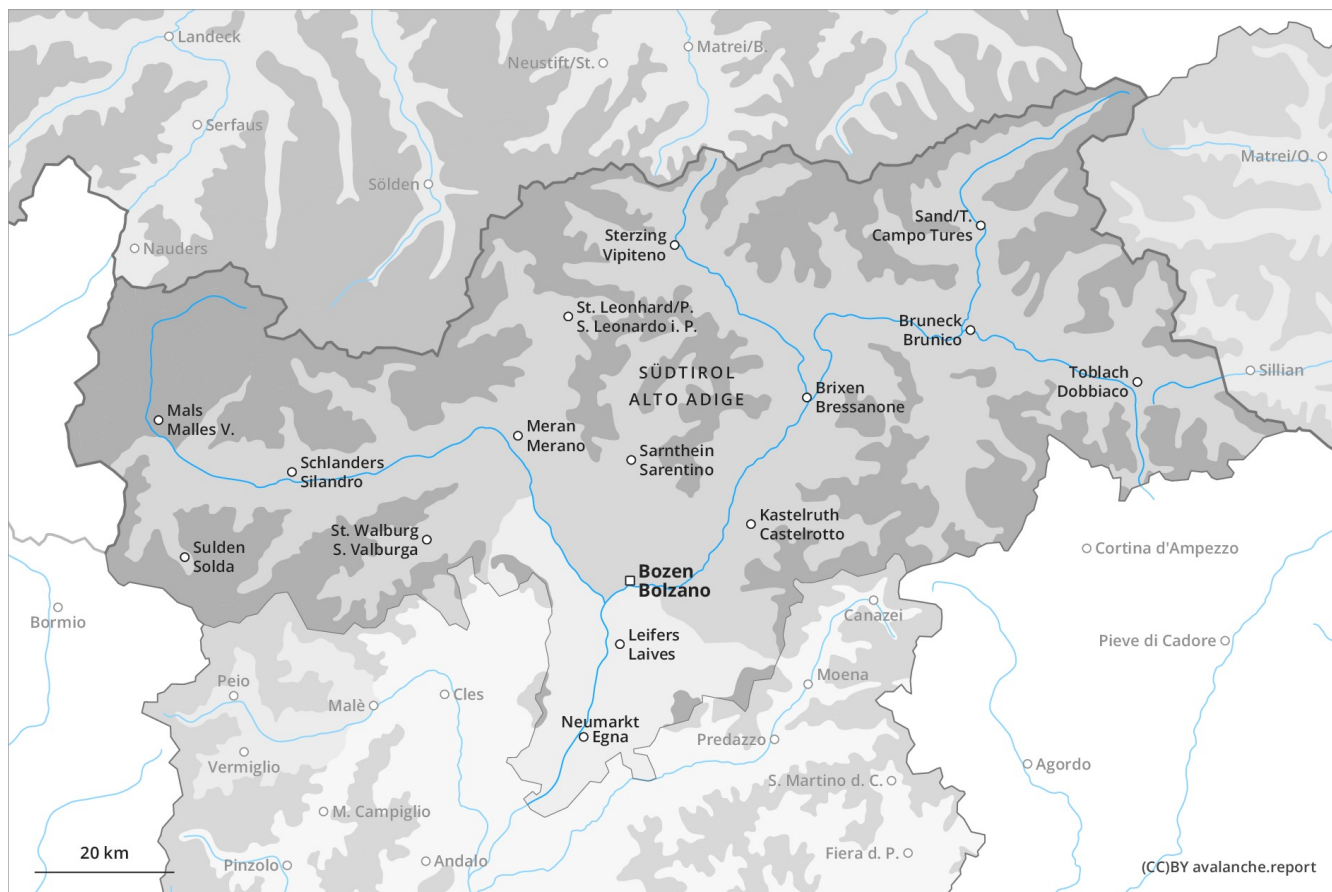 Landeck
Matrei/B.
Neustift/St.
Serfaus
Matrei/O.
Sölden
Sand/T.
Campo Tures
Nauders
Sterzing
Vipiteno
St. Leonhard/P.
S. Leonardo i. P.
Bruneck
Brunico
SÜDTIROL
ALTO ADIGE
Toblach
Dobbiaco
Sillian
Brixen
Bressanone
Mals
Malles V.
Meran
Merano
Sarnthein
Sarentino
Schlanders
Silandro
Kastelruth
Castelrotto
St. Walburg
S. Valburga
Sulden
Solda
Cortina d'Ampezzo
Bozen
Bolzano
Bormio
Canazei
Leifers
Laives
Pieve di Cadore
Peio
Moena
Malè
Cles
Neumarkt
Egna
Predazzo
Vermiglio
Agordo
S. Martino d. C.
M. Campiglio
20 km
Pinzolo
Andalo
Fiera d. P.
(CC)BY avalanche.report